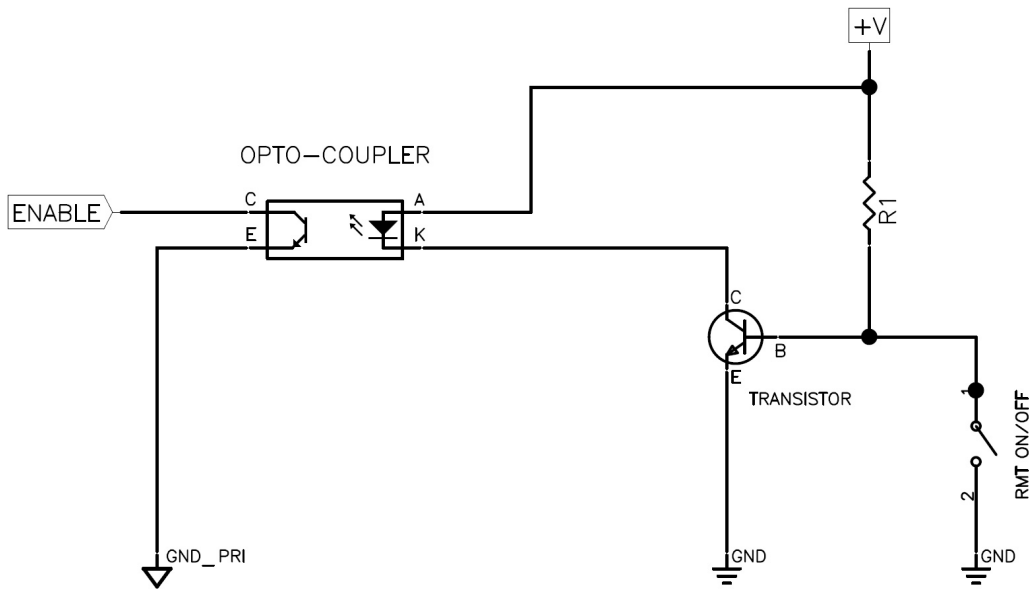 +V
OPTO-COUPLER
ENABLE
C
A
E
K
R1
C
B
E
TRANSISTOR
1
RMT ON/OFF
2
GND_PRI
GND
GND